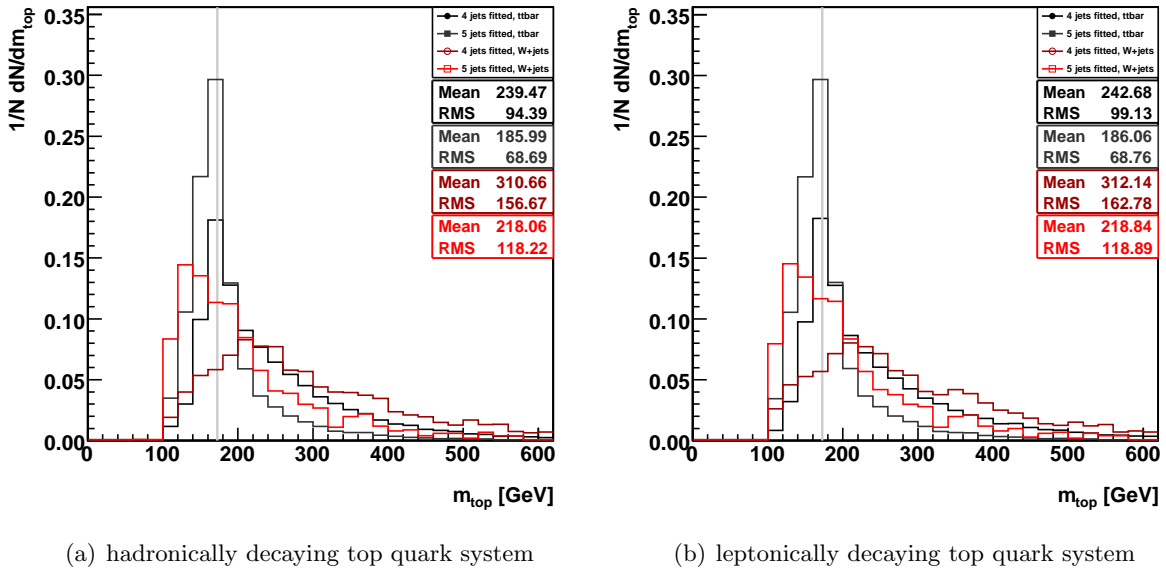 1/N dN/dm_top
0.35
0.30
0.25
0.20
0.15
0.10
0.05
0.00
4 jets fitted, ttbar
5 jets fitted, ttbar
4 jets fitted, W+jets
5 jets fitted, W+jets
Mean 239.47
RMS 94.39
Mean 185.99
RMS 68.69
Mean 310.66
RMS 156.67
Mean 218.06
RMS 118.22
0 100 200 300 400 500 600
m_top [GeV]
(a) hadronically decaying top quark system
1/N dN/dm_top
0.35
0.30
0.25
0.20
0.15
0.10
0.05
0.00
4 jets fitted, ttbar
5 jets fitted, ttbar
4 jets fitted, W+jets
5 jets fitted, W+jets
Mean 242.68
RMS 99.13
Mean 186.06
RMS 68.76
Mean 312.14
RMS 162.78
Mean 218.84
RMS 118.89
0 100 200 300 400 500 600
m_top [GeV]
(b) leptonically decaying top quark system